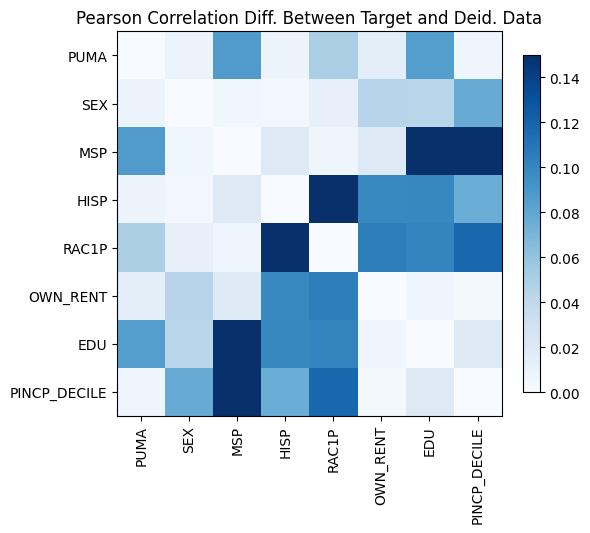 Pearson Correlation Diff. Between Target and Deid. Data
PUMA
SEX
MSP
HISP
RAC1P
OWN_RENT
EDU
PINCP_DECILE
PUMA
SEX
MSP
HISP
RAC1P
OWN_RENT
EDU
PINCP_DECILE
0.14
0.12
0.10
0.08
0.06
0.04
0.02
0.00